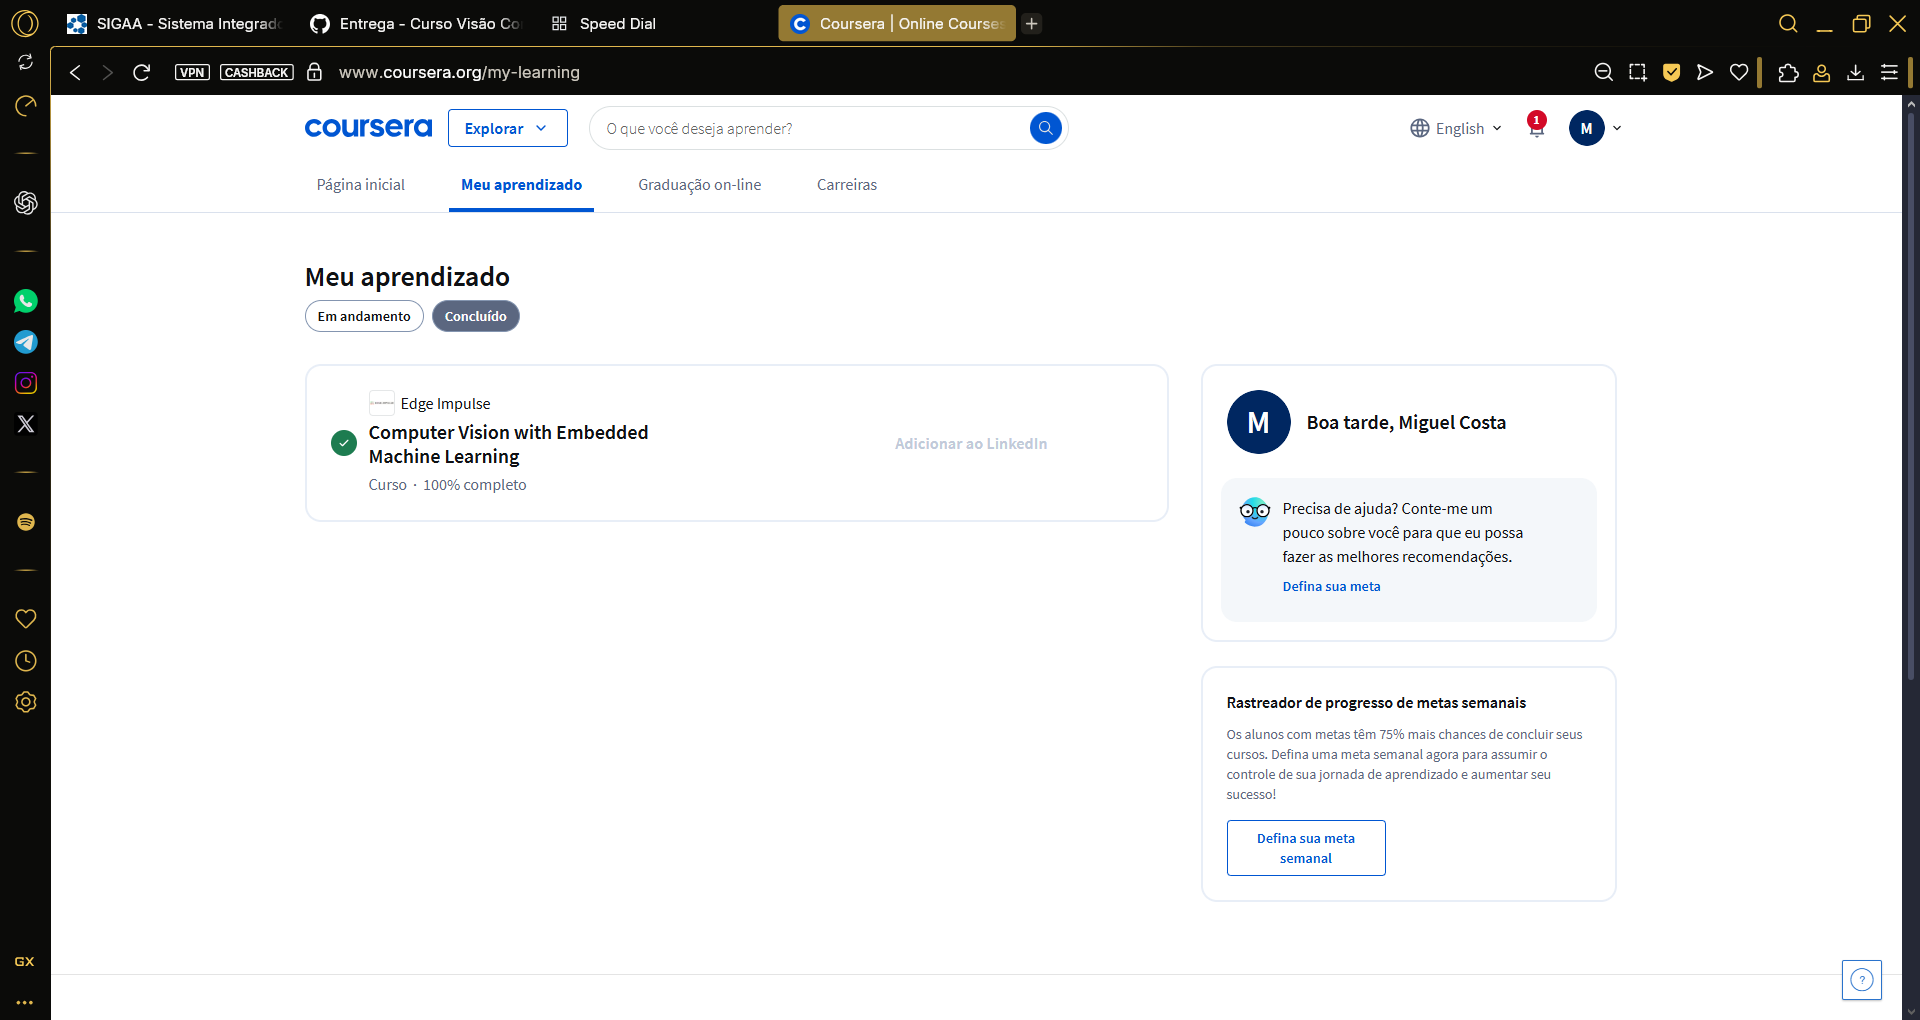 SIGAA - Sistema Integrado
Entrega - Curso Visão Co
Speed Dial
Coursera | Online Courses
VPN
CASHBACK
www.coursera.org/my-learning
coursera
Explorar
O que você deseja aprender?
English
1
M
Página inicial
Meu aprendizado
Graduação on-line
Carreiras
Meu aprendizado
Em andamento
Concluído
Edge Impulse
Computer Vision with Embedded
Machine Learning
Curso · 100% completo
Adicionar ao LinkedIn
M
Boa tarde, Miguel Costa
Precisa de ajuda? Conte-me um
pouco sobre você para que eu possa
fazer as melhores recomendações.
Defina sua meta
Rastreador de progresso de metas semanais
Os alunos com metas têm 75% mais chances de concluir seus
cursos. Defina uma meta semanal agora para assumir o
controle de sua jornada de aprendizado e aumentar seu
sucesso!
Defina sua meta
semanal
GX
?